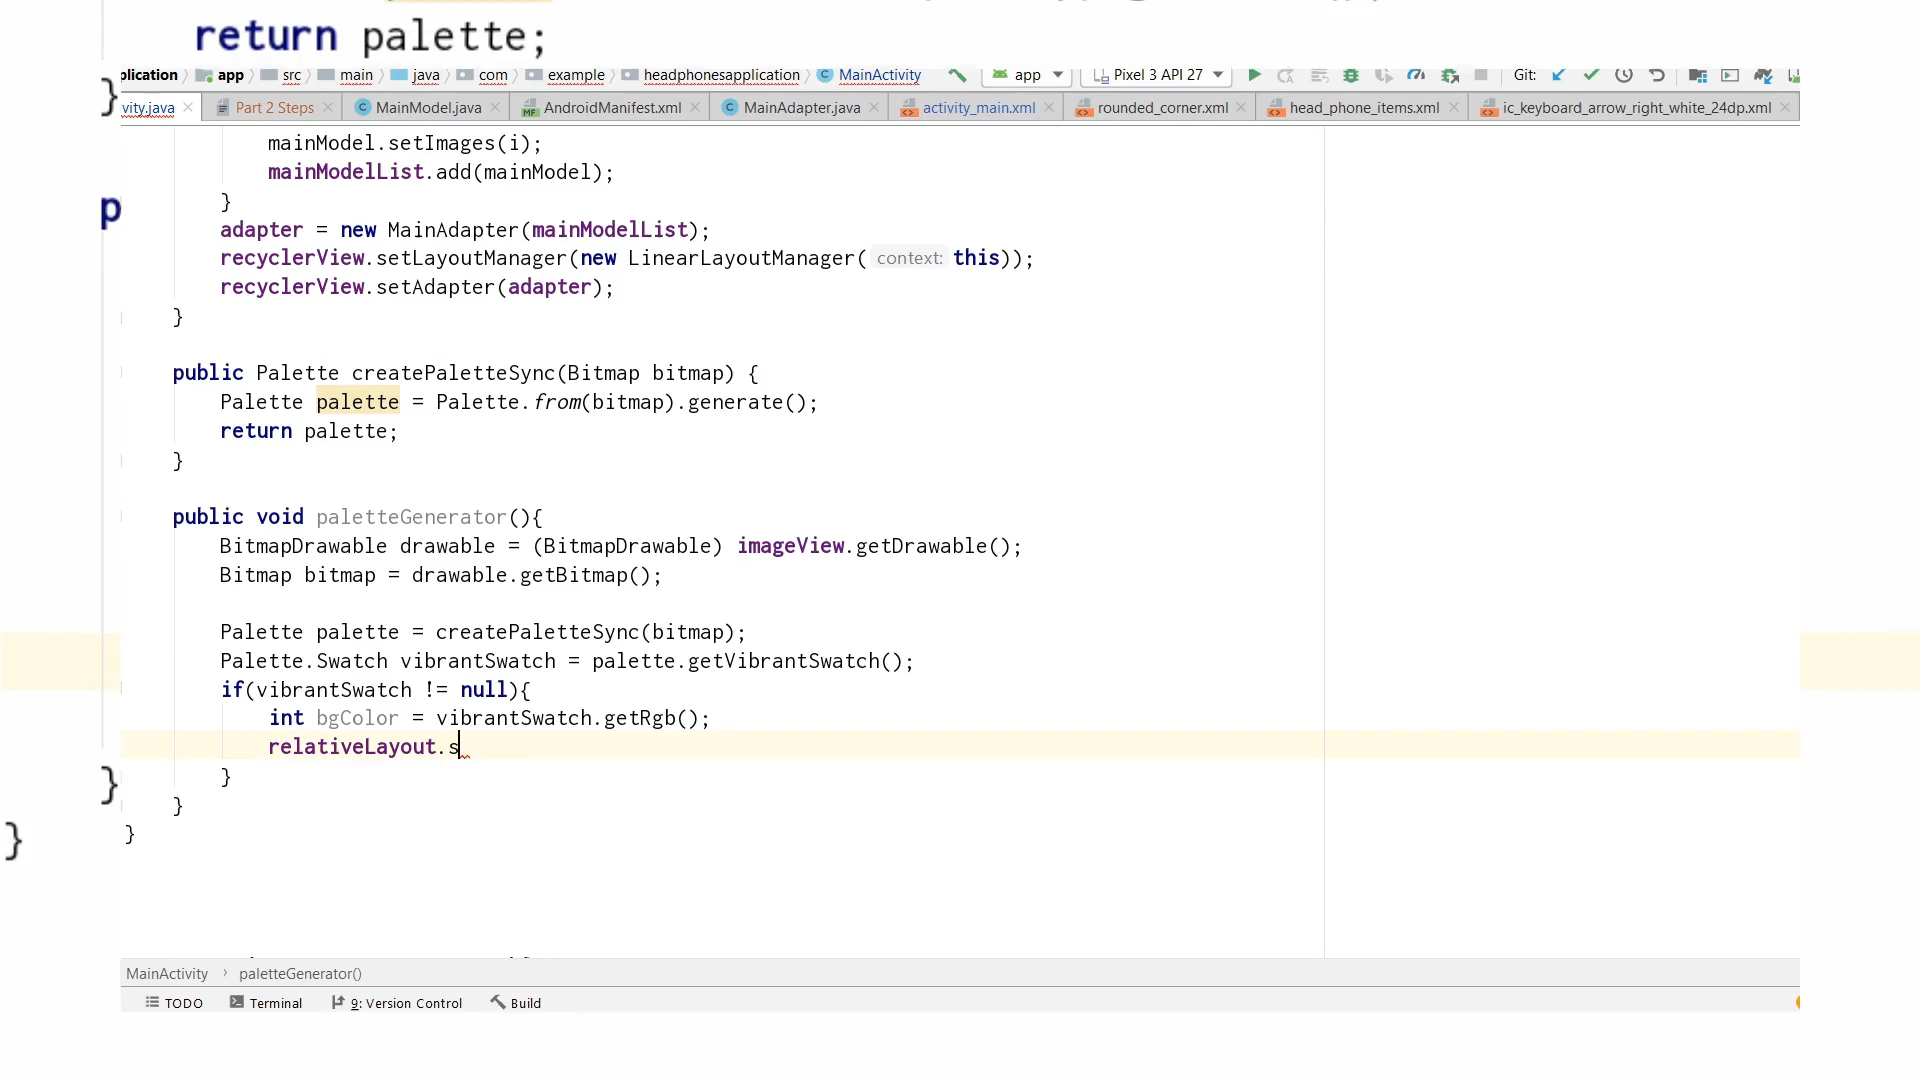 return palette;
}
plication app src main java com example headphonesapplication MainActivity app Pixel 3 API 27 Git:
vity.java Part 2 Steps MainModel.java AndroidManifest.xml MainAdapter.java activity_main.xml rounded_corner.xml head_phone_items.xml ic_keyboard_arrow_right_white_24dp.xml
mainModel.setImages(i);
mainModelList.add(mainModel);
}
p
adapter = new MainAdapter(mainModelList);
recyclerView.setLayoutManager(new LinearLayoutManager( context: this));
recyclerView.setAdapter(adapter);
}
public Palette createPaletteSync(Bitmap bitmap) {
Palette palette = Palette.from(bitmap).generate();
return palette;
}
public void paletteGenerator(){
BitmapDrawable drawable = (BitmapDrawable) imageView.getDrawable();
Bitmap bitmap = drawable.getBitmap();
Palette palette = createPaletteSync(bitmap);
Palette.Swatch vibrantSwatch = palette.getVibrantSwatch();
if(vibrantSwatch != null){
int bgColor = vibrantSwatch.getRgb();
relativeLayout.s
}
}
}
}
}
MainActivity › paletteGenerator()
TODO Terminal 9: Version Control Build